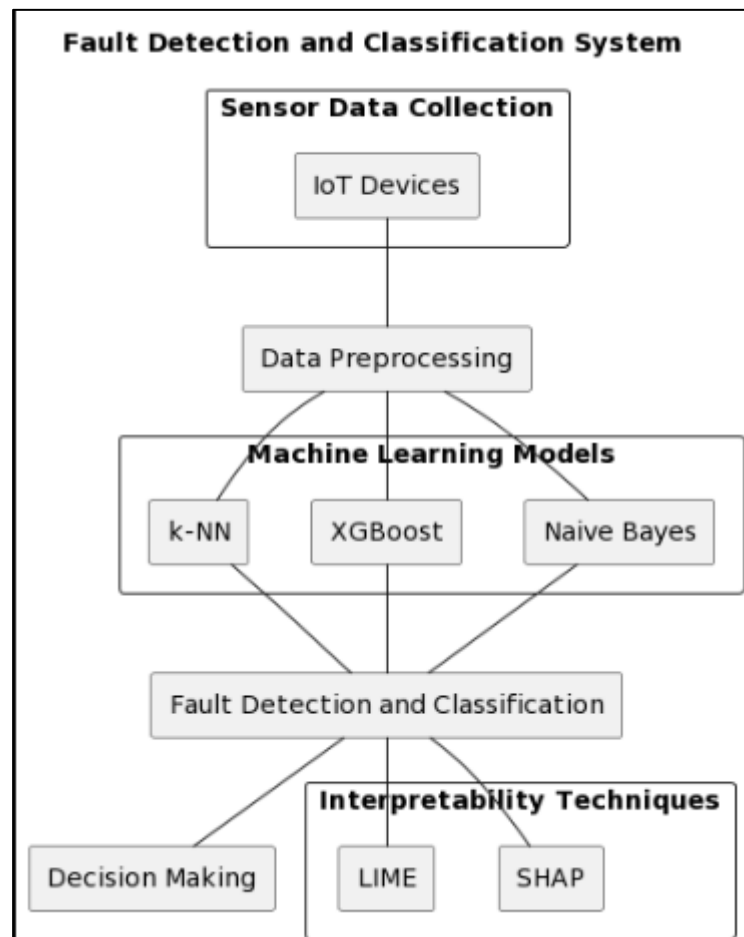 Fault Detection and Classification System
Sensor Data Collection
IoT Devices
Data Preprocessing
Machine Learning Models
k-NN
XGBoost
Naive Bayes
Fault Detection and Classification
Interpretability Techniques
Decision Making
LIME
SHAP